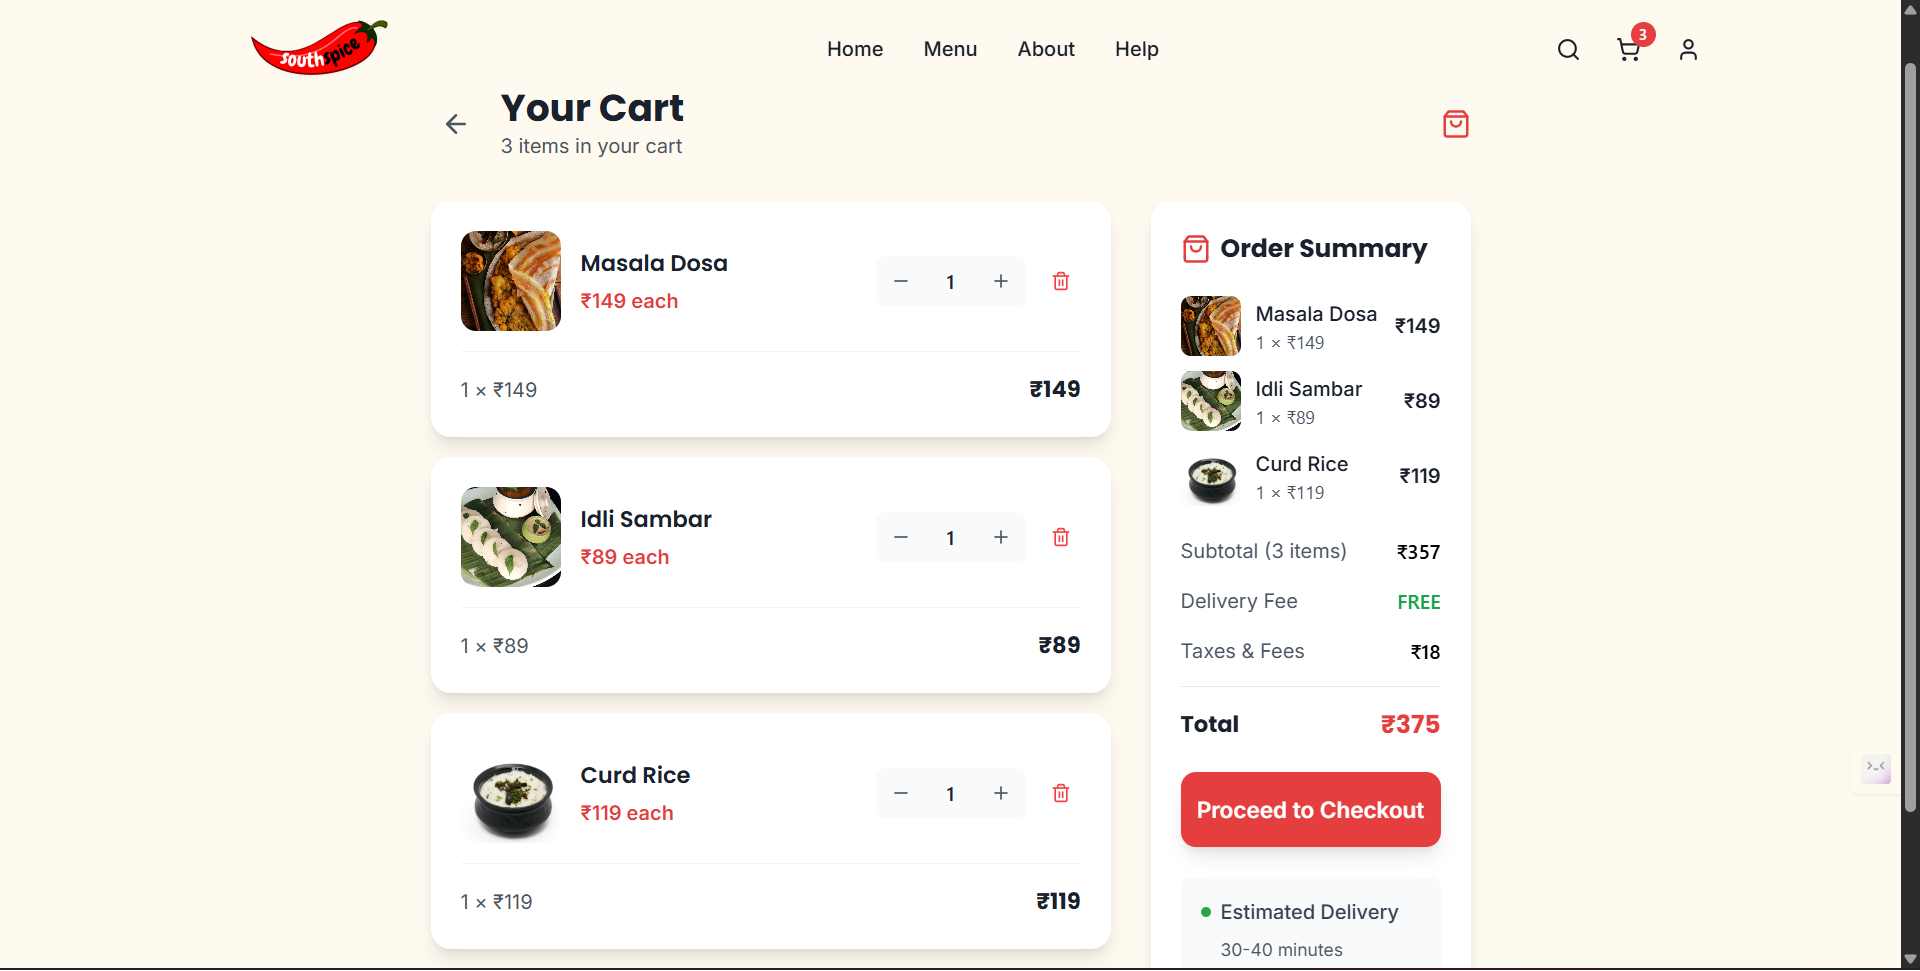 southspice
Home
Menu
About
Help
3
Your Cart
3 items in your cart
Masala Dosa
₹149 each
1
1 × ₹149
₹149
Idli Sambar
₹89 each
1
1 × ₹89
₹89
Curd Rice
₹119 each
1
1 × ₹119
₹119
Order Summary
Masala Dosa
1 × ₹149
₹149
Idli Sambar
1 × ₹89
₹89
Curd Rice
1 × ₹119
₹119
Subtotal (3 items) ₹357
Delivery Fee FREE
Taxes & Fees ₹18
Total ₹375
Proceed to Checkout
Estimated Delivery
30-40 minutes